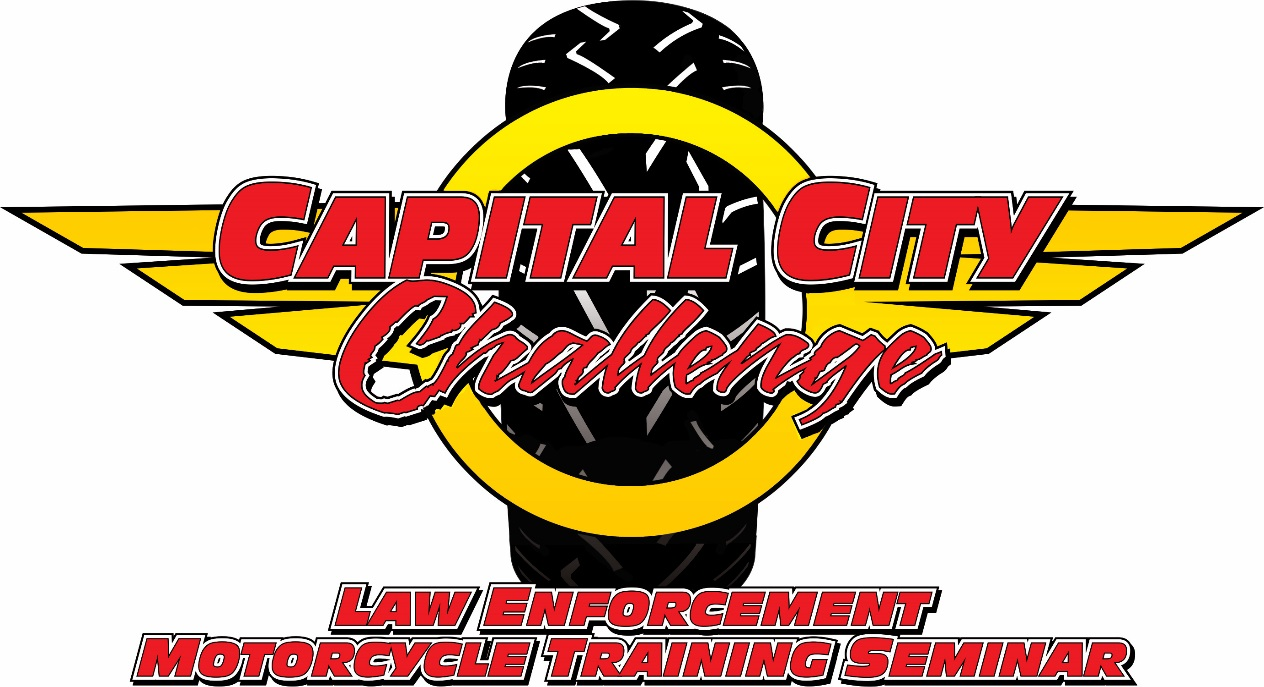 CAPITAL CITY
Challenge
LAW ENFORCEMENT
MOTORCYCLE TRAINING SEMINAR